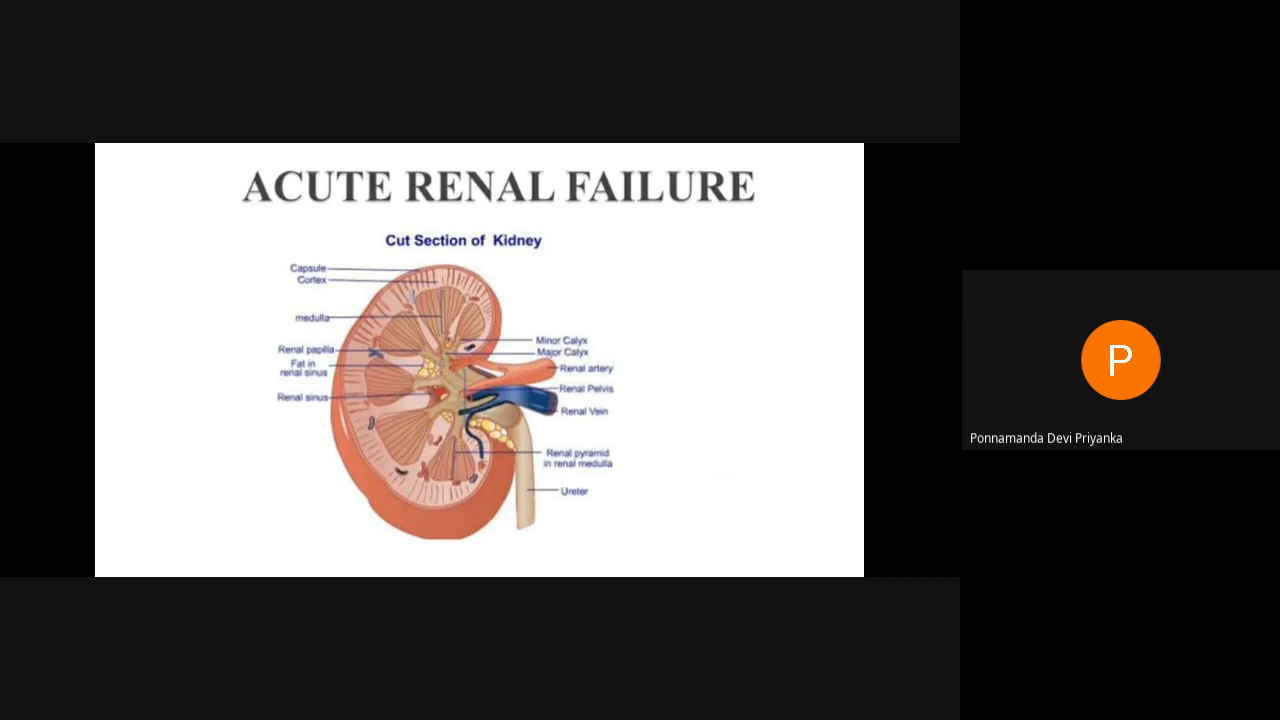 ACUTE RENAL FAILURE
Cut Section of Kidney
Capsule
Cortex
medulla
Renal papilla
Fat in
renal sinus
Renal sinus
Minor Calyx
Major Calyx
Renal artery
Renal Pelvis
Renal Vein
Renal pyramid
in renal medulla
Ureter
P
Ponnamanda Devi Priyanka